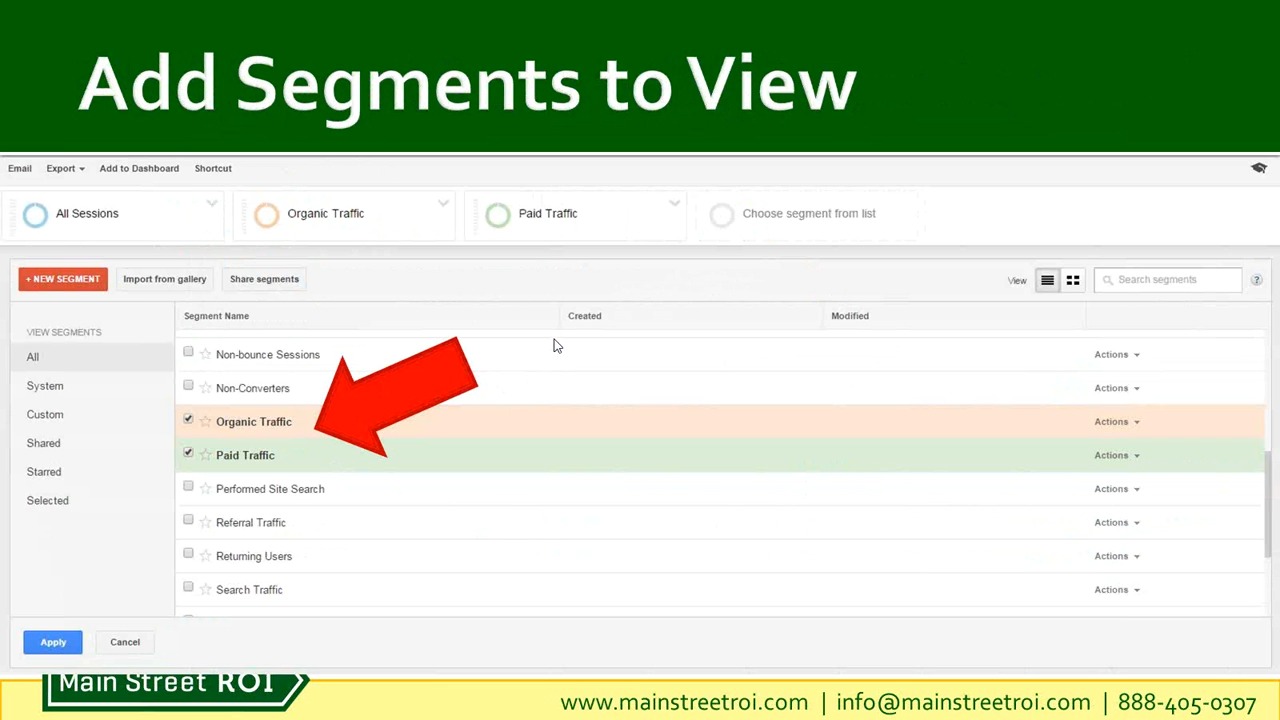 Add Segments to View
Email Export Add to Dashboard Shortcut
All Sessions Organic Traffic Paid Traffic Choose segment from list
+ NEW SEGMENT Import from gallery Share segments View Search segments ?
VIEW SEGMENTS
All
System
Custom
Shared
Starred
Selected
Segment Name Created Modified
Non-bounce Sessions Actions
Non-Converters Actions
Organic Traffic Actions
Paid Traffic Actions
Performed Site Search Actions
Referral Traffic Actions
Returning Users Actions
Search Traffic Actions
Apply Cancel
Main Street ROI
www.mainstreetroi.com | info@mainstreetroi.com | 888-405-0307